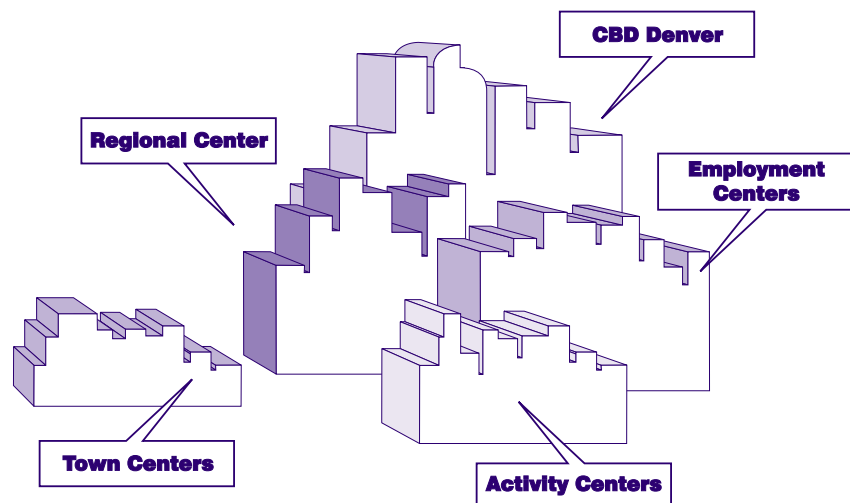 CBD Denver
Regional Center
Employment
Centers
Town Centers
Activity Centers